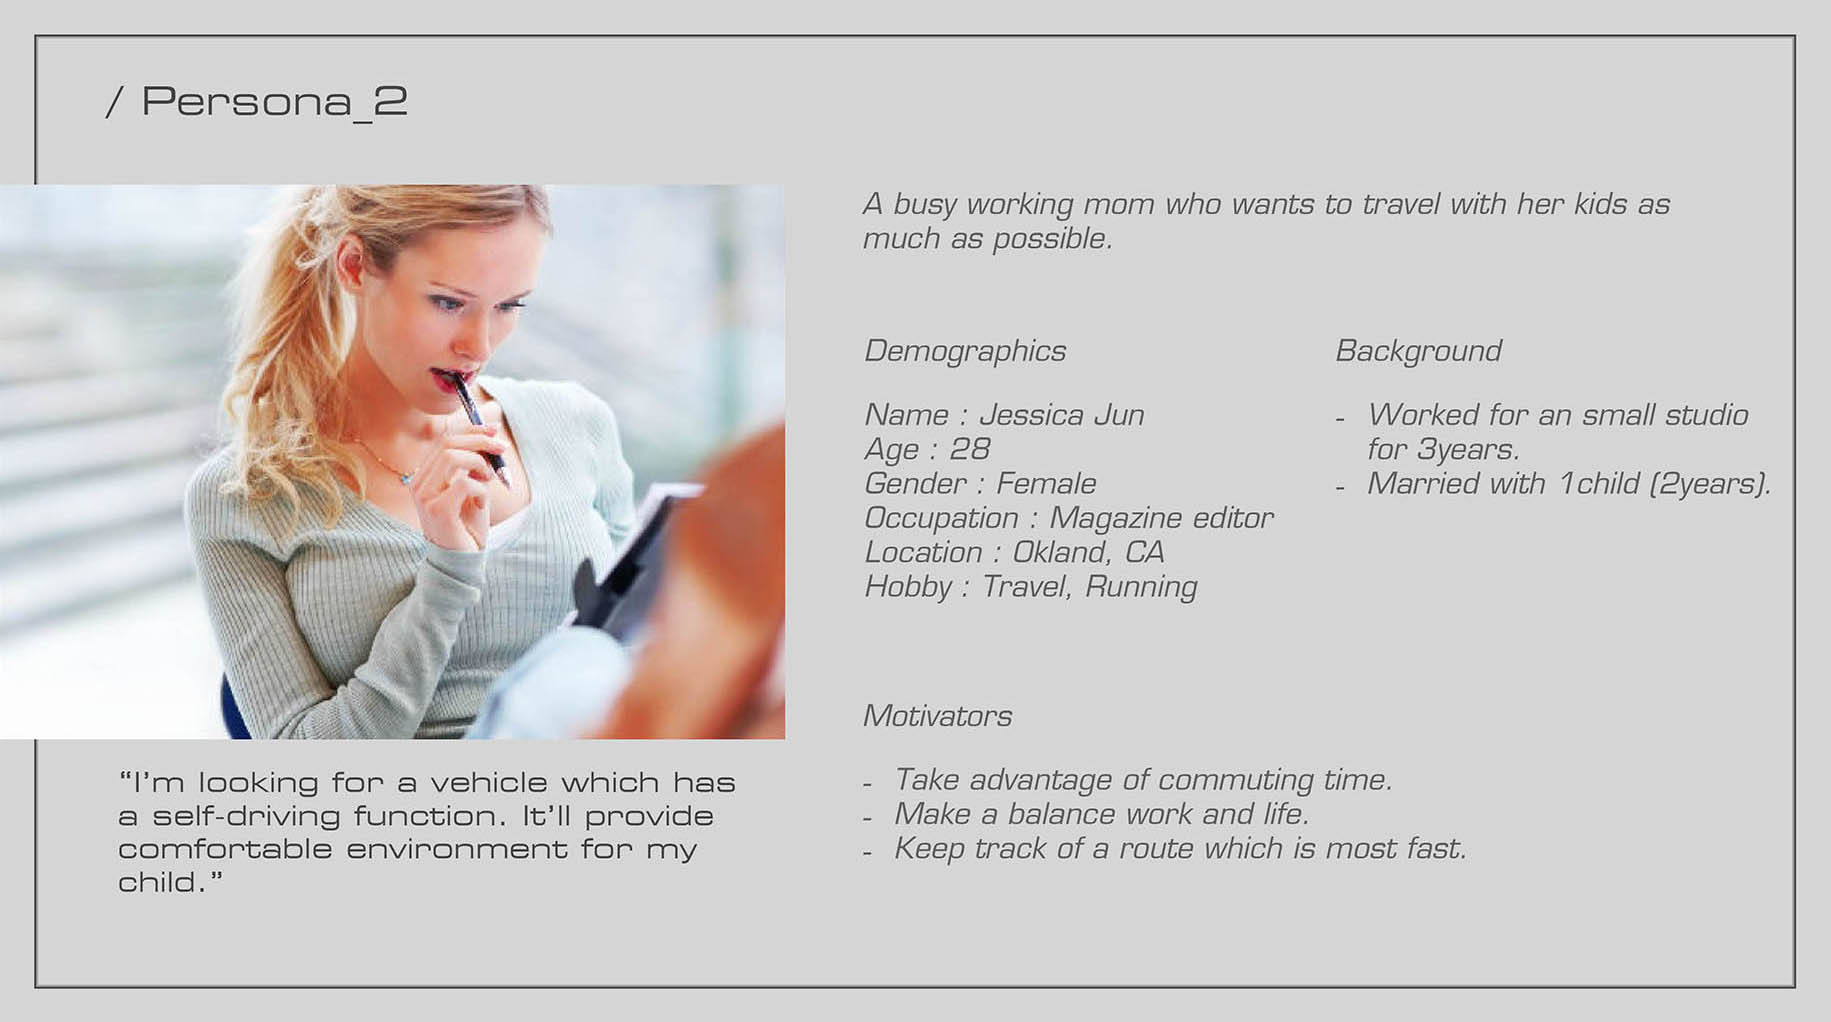 / Persona_2
A busy working mom who wants to travel with her kids as
much as possible.
Demographics
Name : Jessica Jun
Age : 28
Gender : Female
Occupation : Magazine editor
Location : Okland, CA
Hobby : Travel, Running
Background
- Worked for an small studio
for 3years.
- Married with 1child (2years).
Motivators
- Take advantage of commuting time.
- Make a balance work and life.
- Keep track of a route which is most fast.
“I’m looking for a vehicle which has
a self-driving function. It’ll provide
comfortable environment for my
child.”